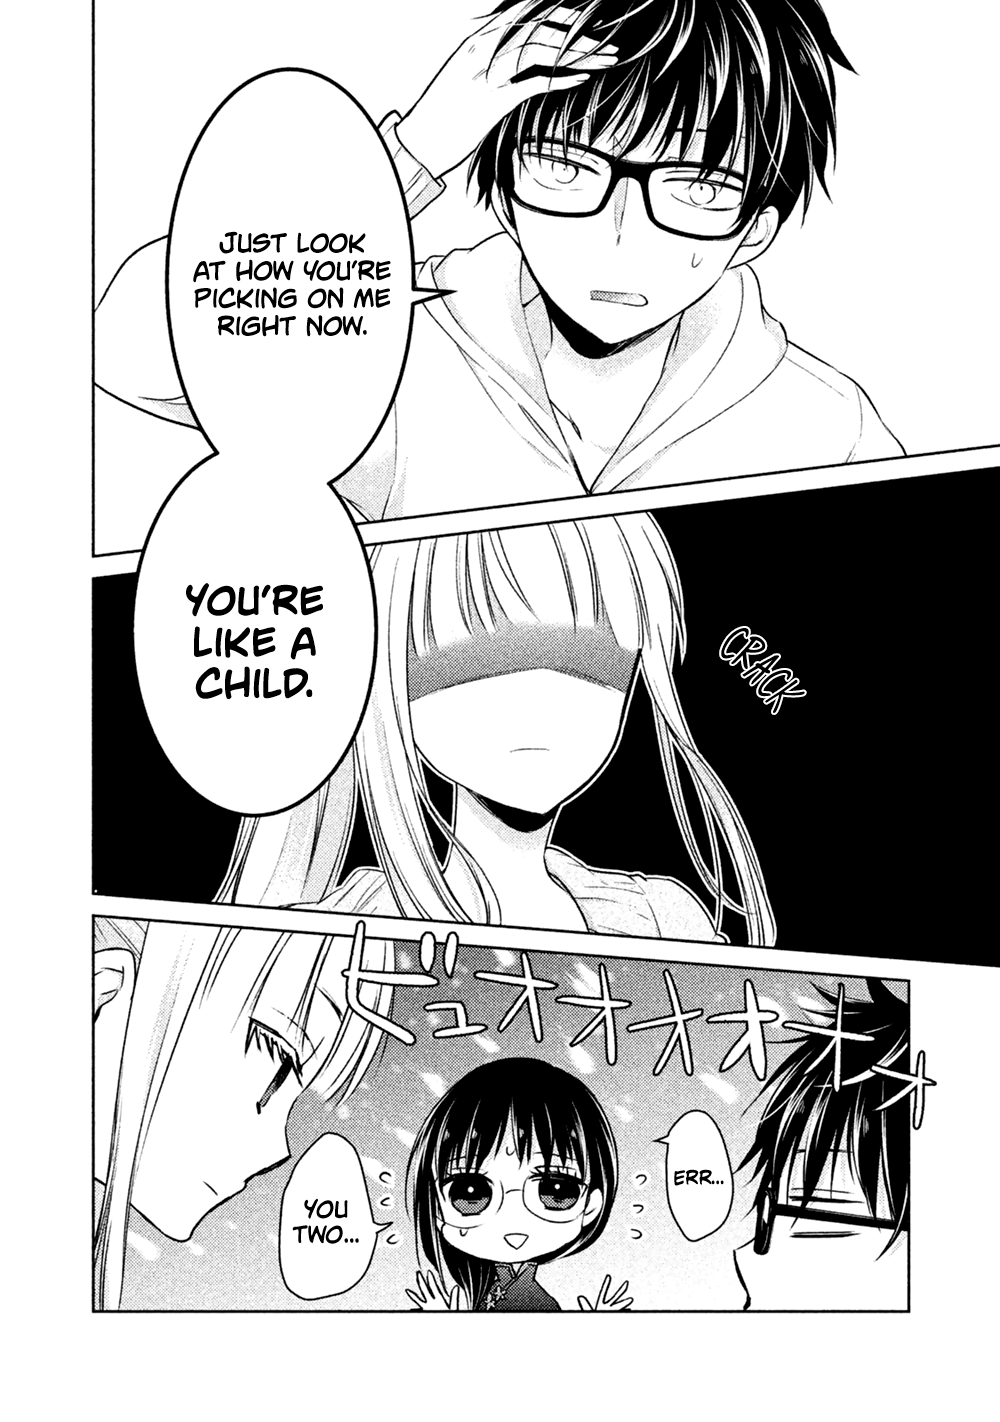 JUST LOOK
AT HOW YOU'RE
PICKING ON ME
RIGHT NOW.
YOU'RE
LIKE A
CHILD.
CRACK
ビュオオオオオオ
ERR...
YOU
TWO...